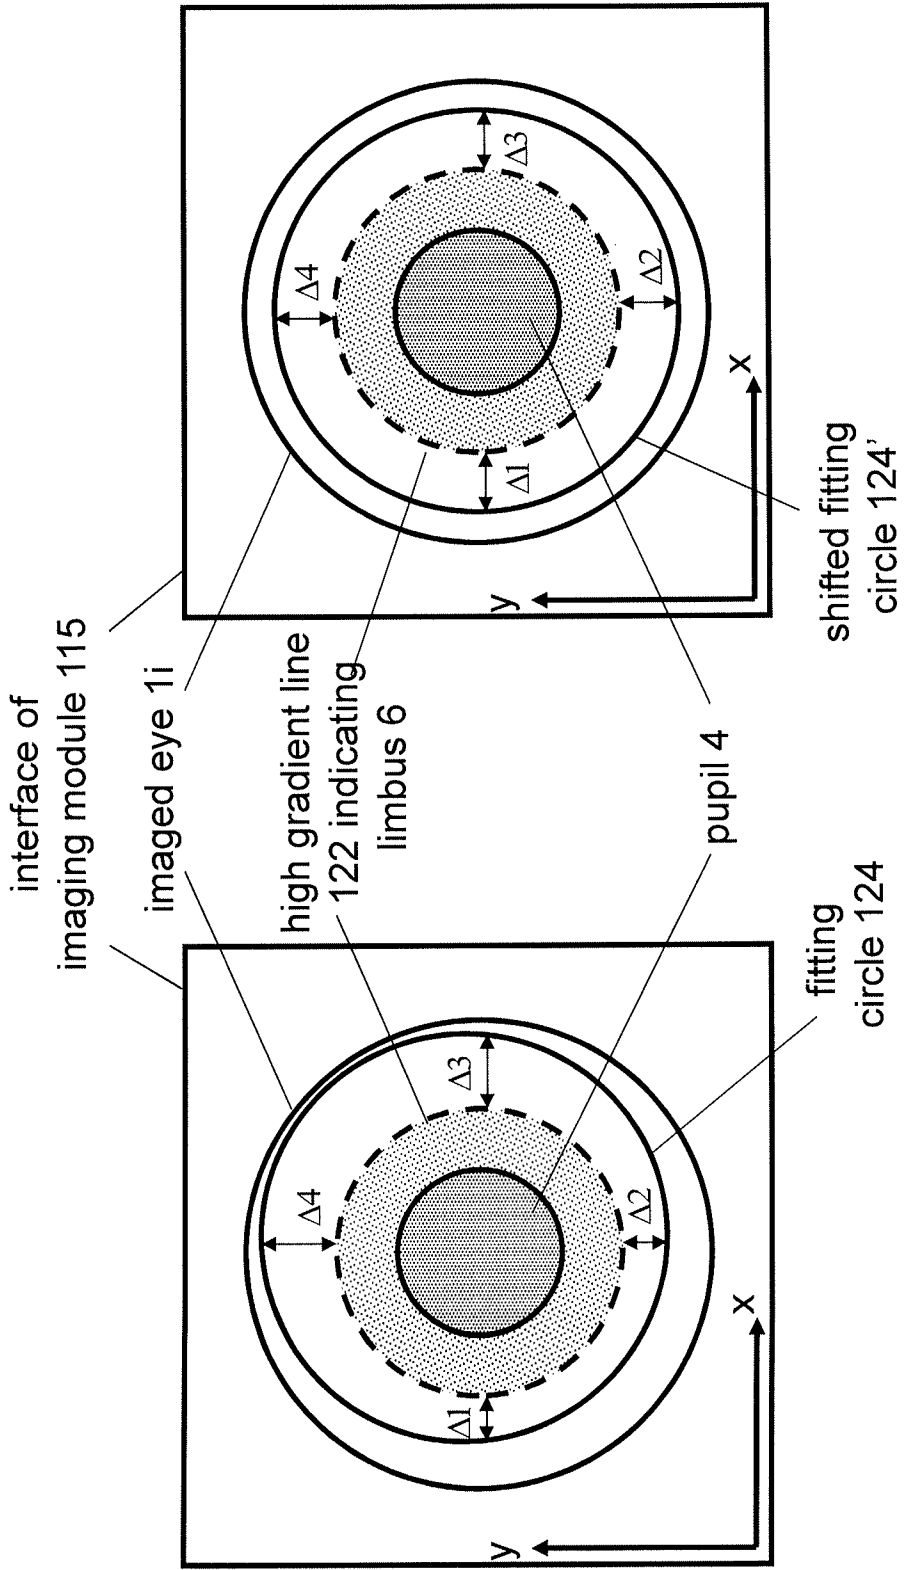 interface of
imaging module 115
imaged eye 1i
high gradient line
122 indicating
limbus 6
pupil 4
y
x
Δ4
Δ1
Δ3
Δ2
fitting
circle 124
y
x
Δ4
Δ1
Δ3
Δ2
shifted fitting
circle 124'